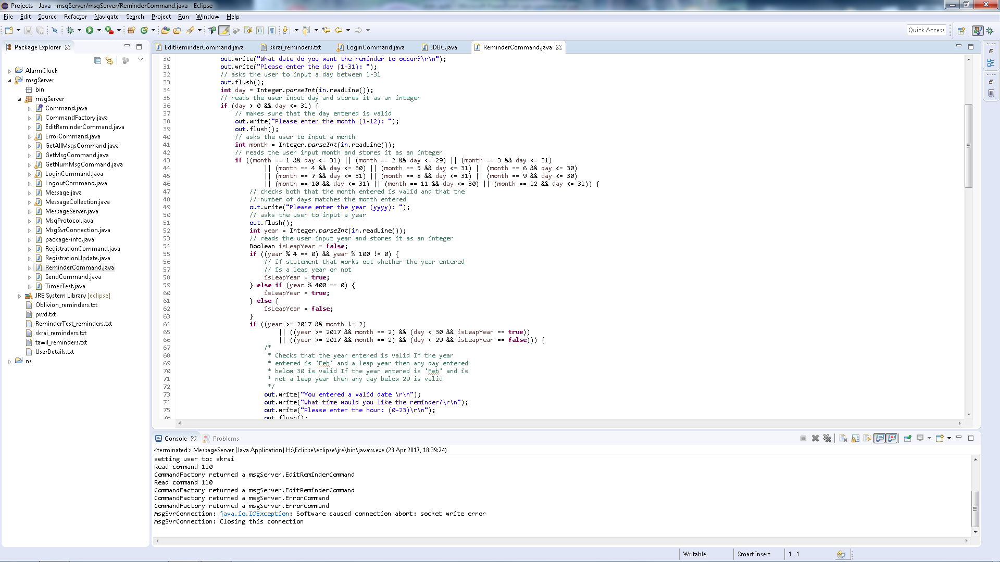 Projects - Java - msgServer/msgServer/ReminderCommand.java - Eclipse
File Edit Source Refactor Navigate Search Project Run Window Help
Quick Access
Package Explorer
AlarmClock
msgServer
bin
msgServer
Command.java
CommandFactory.java
EditReminderCommand.java
ErrorCommand.java
GetAllMsgsCommand.java
GetMsgCommand.java
GetNumMsgCommand.java
LoginCommand.java
LogoutCommand.java
Message.java
MessageCollection.java
MessageServer.java
MsgProtocol.java
MsgSvrConnection.java
package-info.java
RegistrationCommand.java
RegistrationUpdate.java
ReminderCommand.java
SendCommand.java
TimerTest.java
JRE System Library [eclipse]
Oblivion_reminders.txt
pwd.txt
ReminderTest_reminders.txt
skrai_reminders.txt
tawil_reminders.txt
UserDetails.txt
ns
EditReminderCommand.java skrai_reminders.txt LoginCommand.java JDBC.java ReminderCommand.java
30 out.write("What date do you want the reminder to occur?\r\n");
31 out.write("Please enter the day (1-31): ");
32 // asks the user to input a day between 1-31
33 out.flush();
34 int day = Integer.parseInt(in.readLine());
35 // reads the user input day and stores it as an integer
36 if (day > 0 && day <= 31) {
37 // makes sure that the day entered is valid
38 out.write("Please enter the month (1-12): ");
39 out.flush();
40 // asks the user to input a month
41 int month = Integer.parseInt(in.readLine());
42 // reads the user input month and stores it as an integer
43 if ((month == 1 && day <= 31) || (month == 2 && day <= 29) || (month == 3 && day <= 31)
44 || (month == 4 && day <= 30) || (month == 5 && day <= 31) || (month == 6 && day <= 30)
45 || (month == 7 && day <= 31) || (month == 8 && day <= 31) || (month == 9 && day <= 30)
46 || (month == 10 && day <= 31) || (month == 11 && day <= 30) || (month == 12 && day <= 31)) {
47 // checks both that the month entered is valid and that the
48 // number of days matches the month entered
49 out.write("Please enter the year (yyyy): ");
50 // asks the user to input a year
51 out.flush();
52 int year = Integer.parseInt(in.readLine());
53 // reads the user input year and stores it as an integer
54 Boolean isLeapYear = false;
55 if ((year % 4 == 0) && year % 100 != 0) {
56 // if statement that works out whether the year entered
57 // is a leap year or not
58 isLeapYear = true;
59 } else if (year % 400 == 0) {
60 isLeapYear = true;
61 } else {
62 isLeapYear = false;
63 }
64 if ((year >= 2017 && month != 2)
65 || ((year >= 2017 && month == 2) && (day < 30 && isLeapYear == true))
66 || ((year >= 2017 && month == 2) && (day < 29 && isLeapYear == false))) {
67 /*
68 * Checks that the year entered is valid If the year
69 * entered is 'Feb' and a leap year then any day entered
70 * below 30 is valid If the year entered is 'Feb' and is
71 * not a leap year then any day below 29 is valid
72 */
73 out.write("You entered a valid date \r\n");
74 out.write("What time would you like the reminder?\r\n");
75 out.write("Please enter the hour: (0-23)\r\n");
76 out.flush();
Console Problems
<terminated> MessageServer [Java Application] H:\Eclipse\eclipse\jre\bin\javaw.exe (23 Apr 2017, 18:39:24)
setting user to: skrai
Read command 110
CommandFactory returned a msgServer.EditReminderCommand
Read command 110
CommandFactory returned a msgServer.EditReminderCommand
CommandFactory returned a msgServer.ErrorCommand
CommandFactory returned a msgServer.ErrorCommand
MsgSvrConnection: java.io.IOException: Software caused connection abort: socket write error
MsgSvrConnection: Closing this connection
Writable Smart Insert 1 : 1